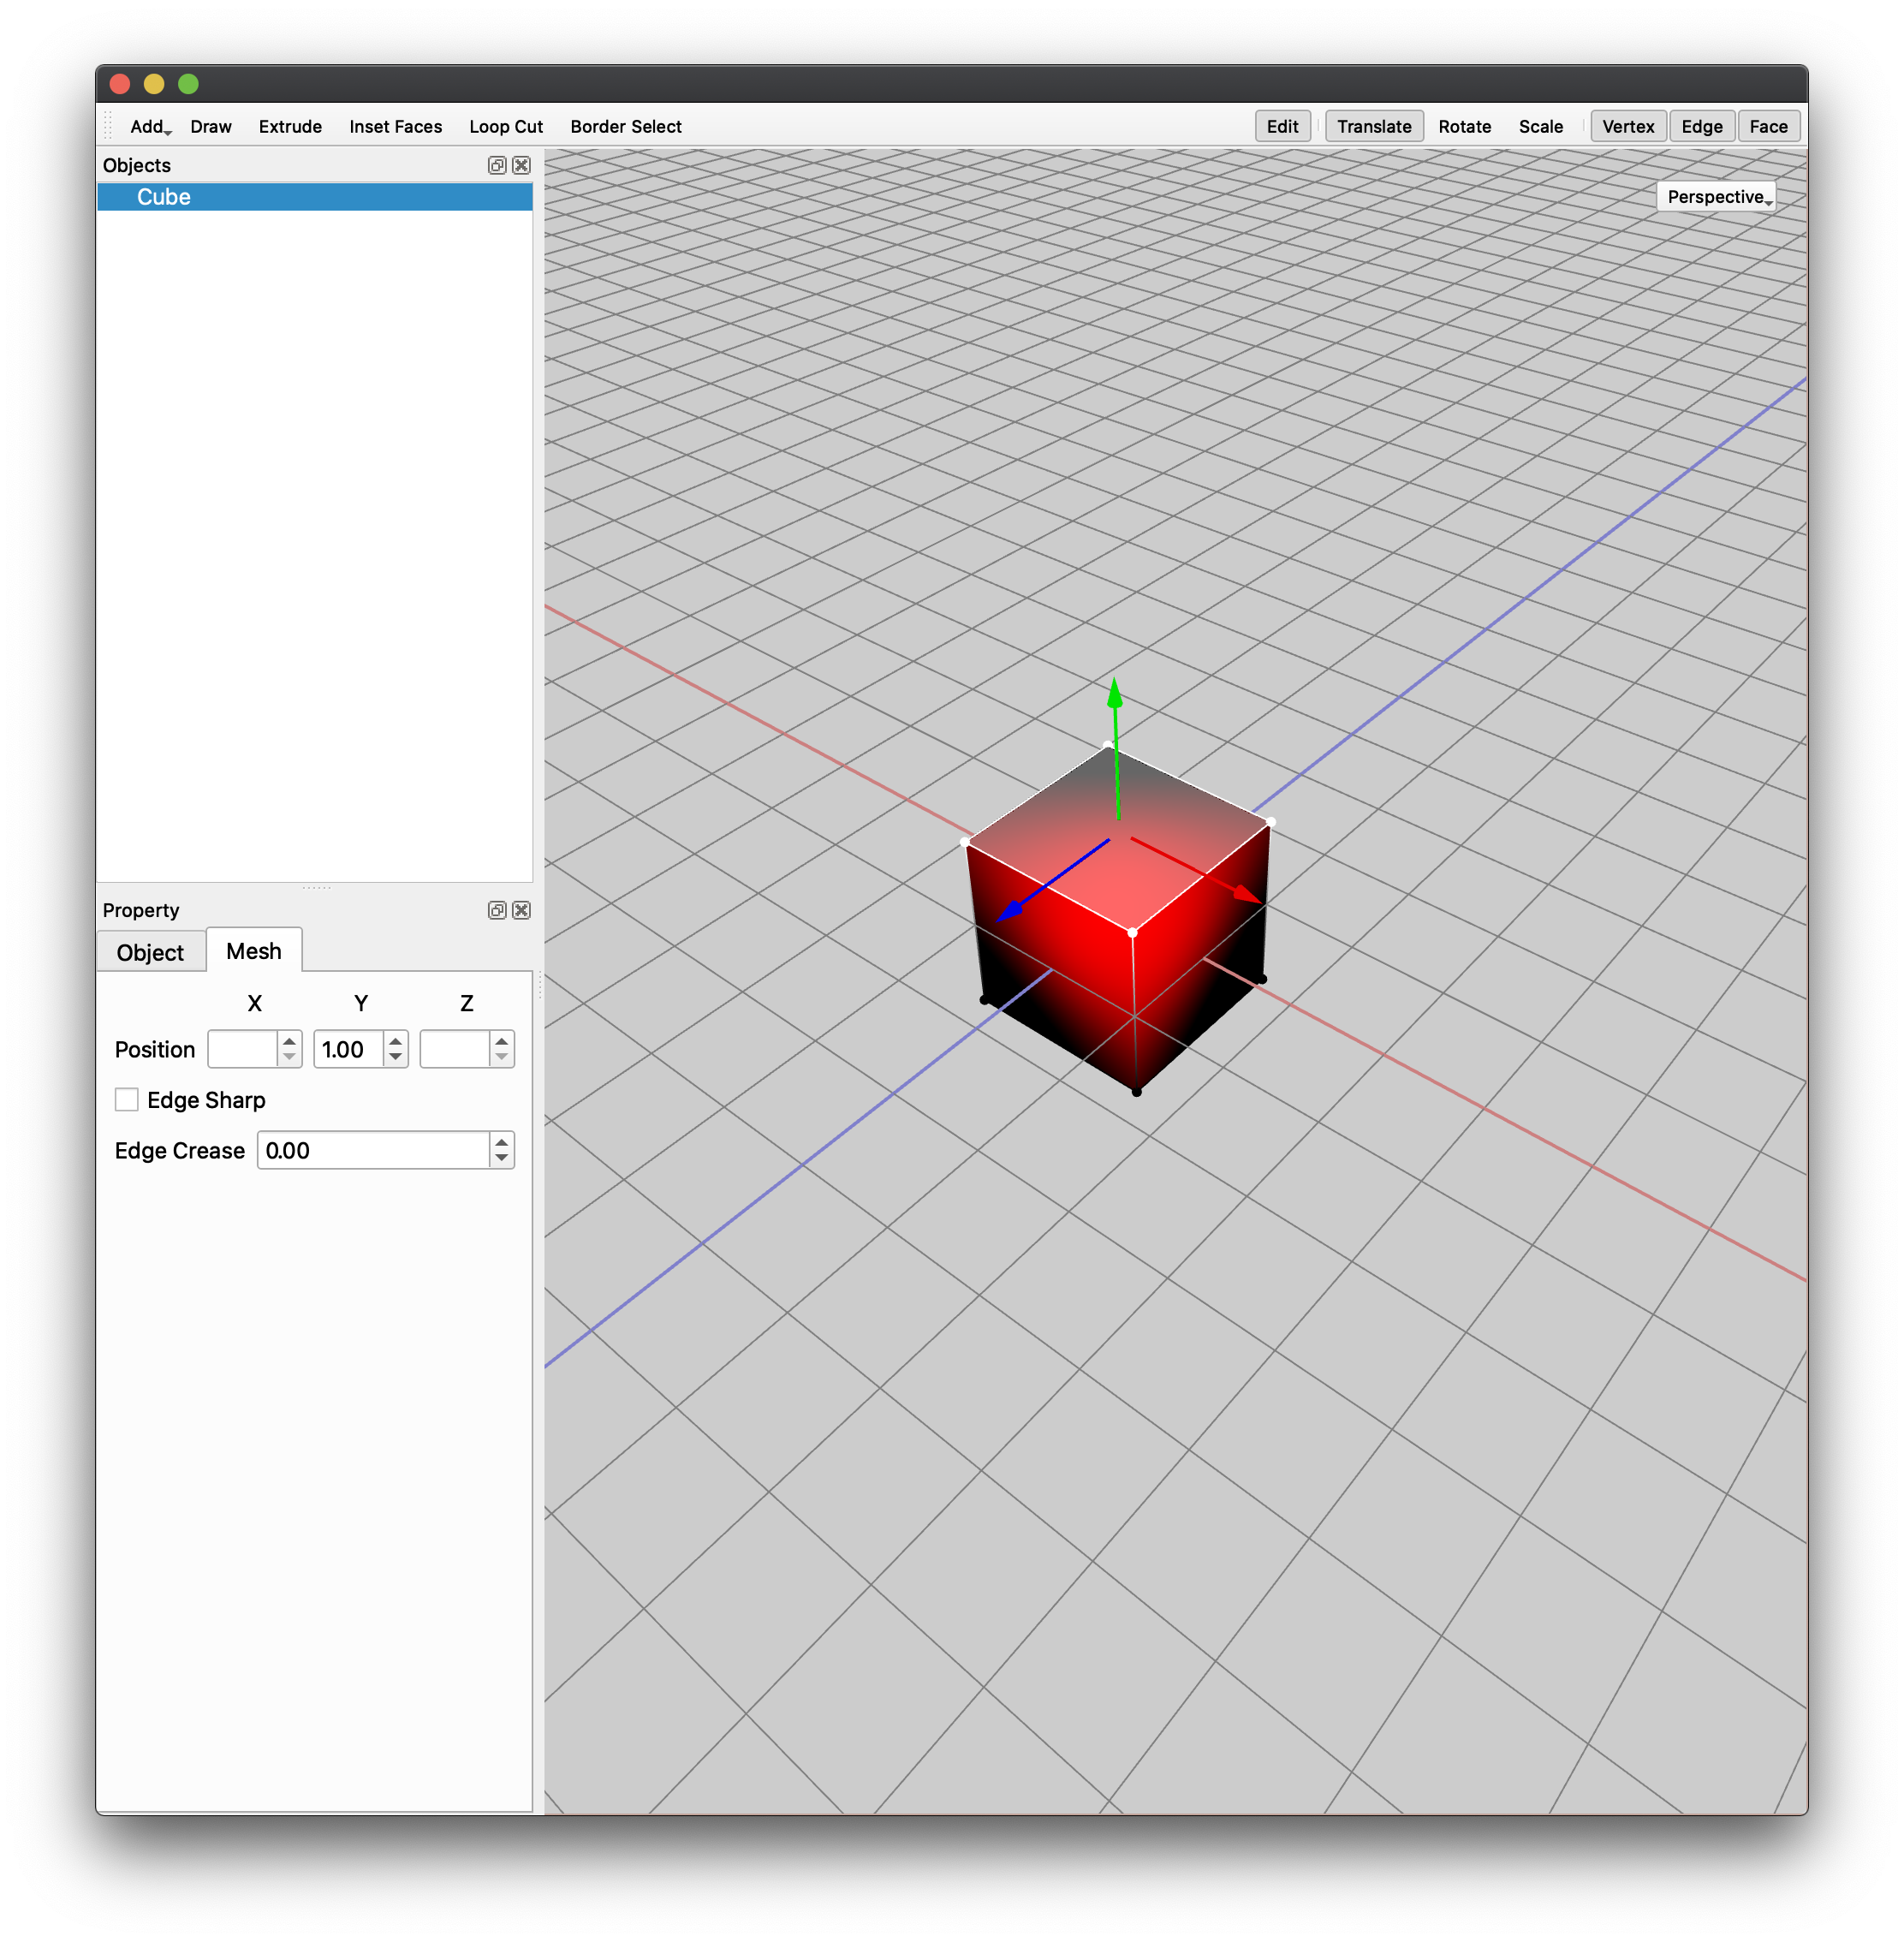 Add Draw Extrude Inset Faces Loop Cut Border Select Edit Translate Rotate Scale Vertex Edge Face
Objects
Cube
Perspective
Property
Object Mesh
X Y Z
Position 1.00
Edge Sharp
Edge Crease 0.00